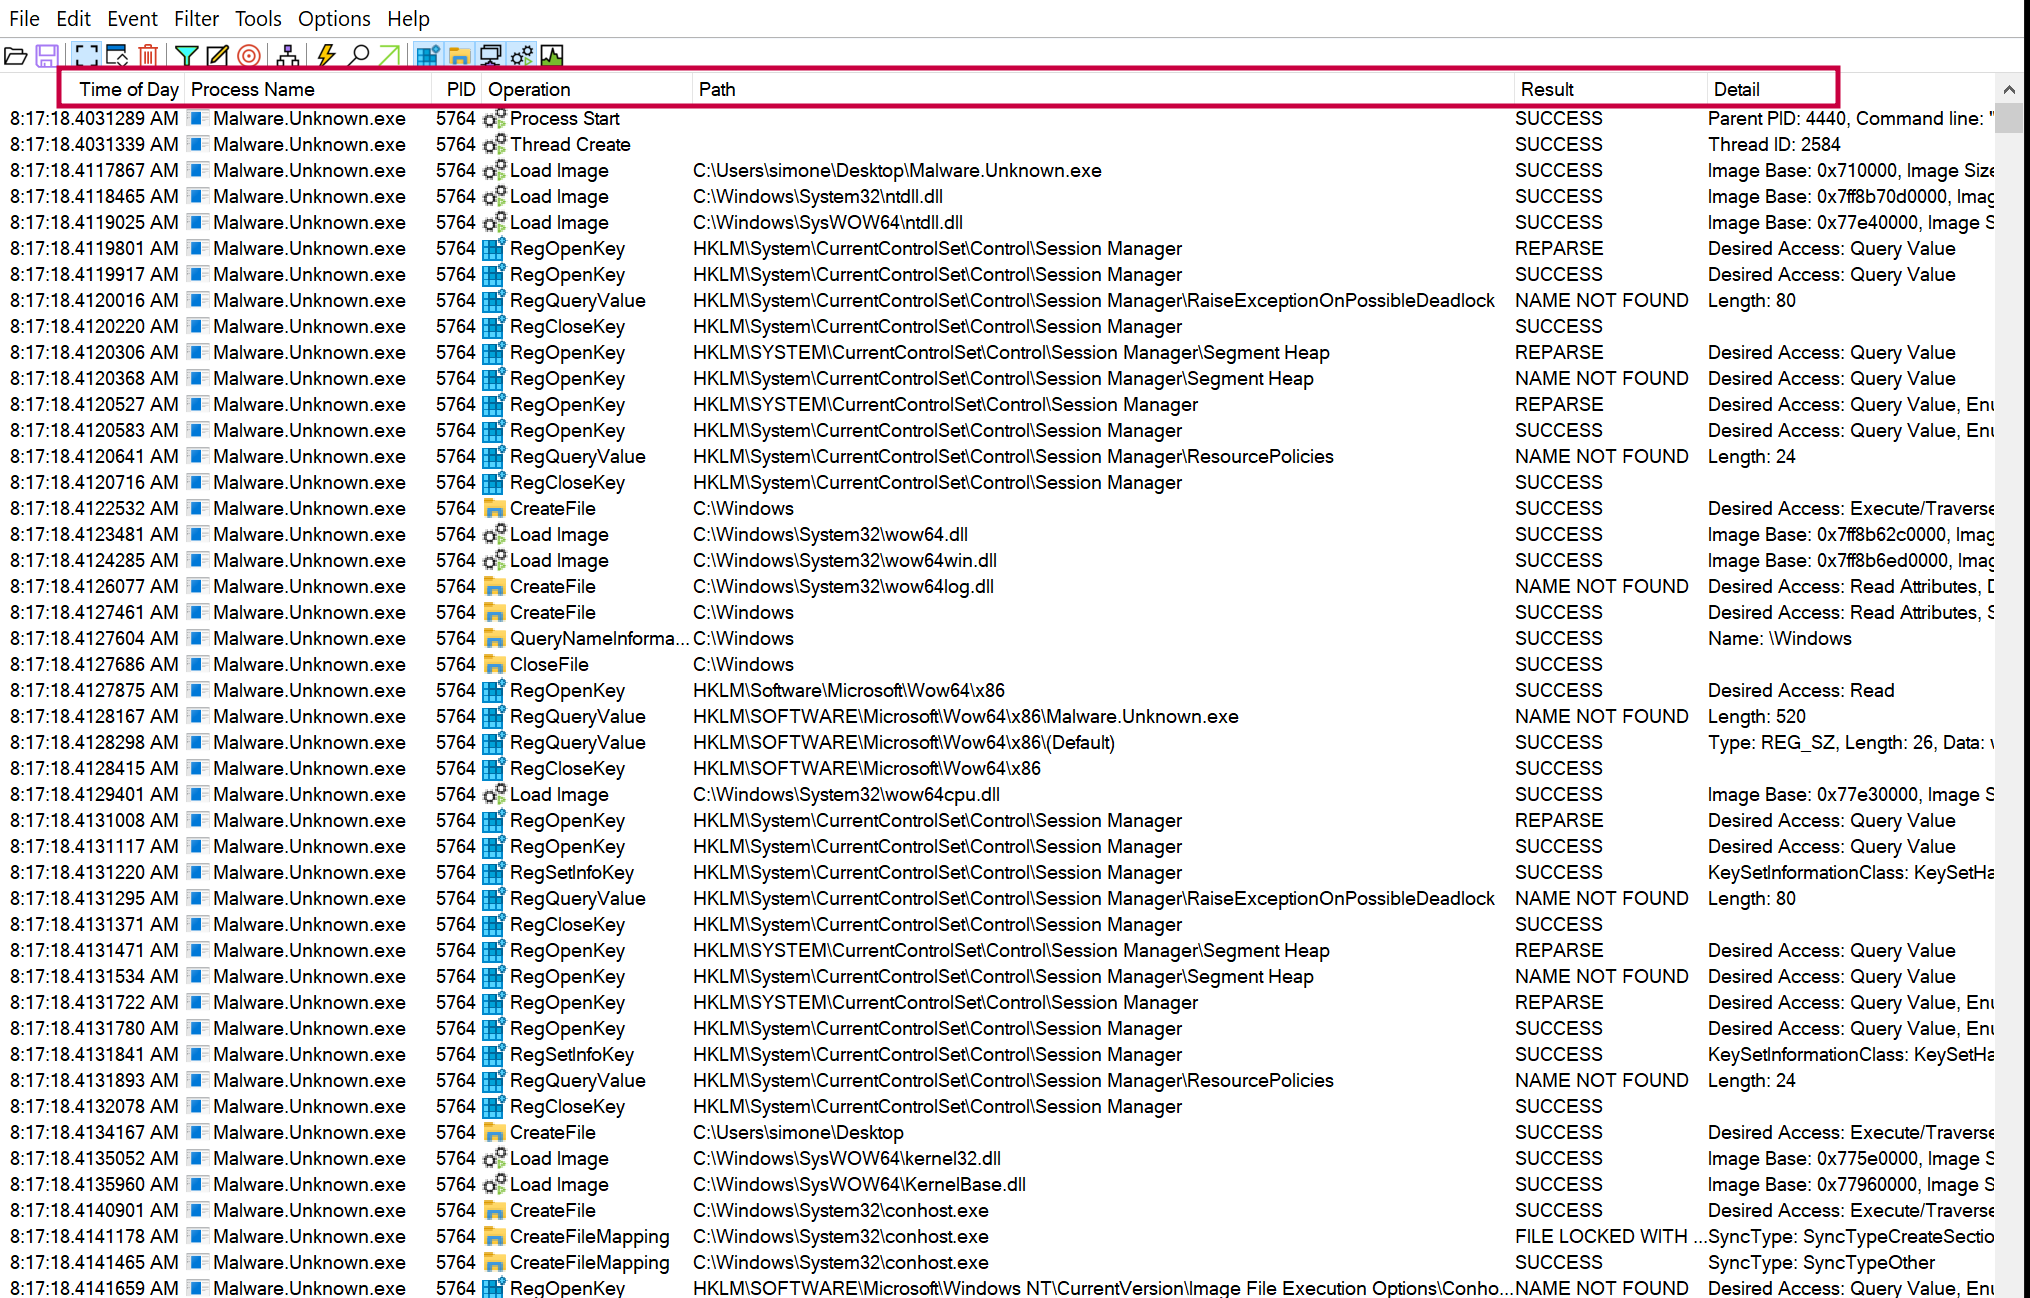 File Edit Event Filter Tools Options Help
Time of Day Process Name PID Operation Path Result Detail
8:17:18.4031289 AM Malware.Unknown.exe 5764 Process Start SUCCESS Parent PID: 4440, Command line: "
8:17:18.4031339 AM Malware.Unknown.exe 5764 Thread Create SUCCESS Thread ID: 2584
8:17:18.4117867 AM Malware.Unknown.exe 5764 Load Image C:\Users\simone\Desktop\Malware.Unknown.exe SUCCESS Image Base: 0x710000, Image Size
8:17:18.4118465 AM Malware.Unknown.exe 5764 Load Image C:\Windows\System32\ntdll.dll SUCCESS Image Base: 0x7ff8b70d0000, Imag
8:17:18.4119025 AM Malware.Unknown.exe 5764 Load Image C:\Windows\SysWOW64\ntdll.dll SUCCESS Image Base: 0x77e40000, Image S
8:17:18.4119801 AM Malware.Unknown.exe 5764 RegOpenKey HKLM\System\CurrentControlSet\Control\Session Manager REPARSE Desired Access: Query Value
8:17:18.4119917 AM Malware.Unknown.exe 5764 RegOpenKey HKLM\System\CurrentControlSet\Control\Session Manager SUCCESS Desired Access: Query Value
8:17:18.4120016 AM Malware.Unknown.exe 5764 RegQueryValue HKLM\System\CurrentControlSet\Control\Session Manager\RaiseExceptionOnPossibleDeadlock NAME NOT FOUND Length: 80
8:17:18.4120220 AM Malware.Unknown.exe 5764 RegCloseKey HKLM\System\CurrentControlSet\Control\Session Manager SUCCESS
8:17:18.4120306 AM Malware.Unknown.exe 5764 RegOpenKey HKLM\SYSTEM\CurrentControlSet\Control\Session Manager\Segment Heap REPARSE Desired Access: Query Value
8:17:18.4120368 AM Malware.Unknown.exe 5764 RegOpenKey HKLM\System\CurrentControlSet\Control\Session Manager\Segment Heap NAME NOT FOUND Desired Access: Query Value
8:17:18.4120527 AM Malware.Unknown.exe 5764 RegOpenKey HKLM\SYSTEM\CurrentControlSet\Control\Session Manager REPARSE Desired Access: Query Value, Enu
8:17:18.4120583 AM Malware.Unknown.exe 5764 RegOpenKey HKLM\System\CurrentControlSet\Control\Session Manager SUCCESS Desired Access: Query Value, Enu
8:17:18.4120641 AM Malware.Unknown.exe 5764 RegQueryValue HKLM\System\CurrentControlSet\Control\Session Manager\ResourcePolicies NAME NOT FOUND Length: 24
8:17:18.4120716 AM Malware.Unknown.exe 5764 RegCloseKey HKLM\System\CurrentControlSet\Control\Session Manager SUCCESS
8:17:18.4122532 AM Malware.Unknown.exe 5764 CreateFile C:\Windows SUCCESS Desired Access: Execute/Traverse
8:17:18.4123481 AM Malware.Unknown.exe 5764 Load Image C:\Windows\System32\wow64.dll SUCCESS Image Base: 0x7ff8b62c0000, Imag
8:17:18.4124285 AM Malware.Unknown.exe 5764 Load Image C:\Windows\System32\wow64win.dll SUCCESS Image Base: 0x7ff8b6ed0000, Imag
8:17:18.4126077 AM Malware.Unknown.exe 5764 CreateFile C:\Windows\System32\wow64log.dll NAME NOT FOUND Desired Access: Read Attributes, D
8:17:18.4127461 AM Malware.Unknown.exe 5764 CreateFile C:\Windows SUCCESS Desired Access: Read Attributes, S
8:17:18.4127604 AM Malware.Unknown.exe 5764 QueryNameInforma... C:\Windows SUCCESS Name: \Windows
8:17:18.4127686 AM Malware.Unknown.exe 5764 CloseFile C:\Windows SUCCESS
8:17:18.4127875 AM Malware.Unknown.exe 5764 RegOpenKey HKLM\Software\Microsoft\Wow64\x86 SUCCESS Desired Access: Read
8:17:18.4128167 AM Malware.Unknown.exe 5764 RegQueryValue HKLM\SOFTWARE\Microsoft\Wow64\x86\Malware.Unknown.exe NAME NOT FOUND Length: 520
8:17:18.4128298 AM Malware.Unknown.exe 5764 RegQueryValue HKLM\SOFTWARE\Microsoft\Wow64\x86\(Default) SUCCESS Type: REG_SZ, Length: 26, Data: w
8:17:18.4128415 AM Malware.Unknown.exe 5764 RegCloseKey HKLM\SOFTWARE\Microsoft\Wow64\x86 SUCCESS
8:17:18.4129401 AM Malware.Unknown.exe 5764 Load Image C:\Windows\System32\wow64cpu.dll SUCCESS Image Base: 0x77e30000, Image S
8:17:18.4131008 AM Malware.Unknown.exe 5764 RegOpenKey HKLM\System\CurrentControlSet\Control\Session Manager REPARSE Desired Access: Query Value
8:17:18.4131117 AM Malware.Unknown.exe 5764 RegOpenKey HKLM\System\CurrentControlSet\Control\Session Manager SUCCESS Desired Access: Query Value
8:17:18.4131220 AM Malware.Unknown.exe 5764 RegSetInfoKey HKLM\System\CurrentControlSet\Control\Session Manager SUCCESS KeySetInformationClass: KeySetHa
8:17:18.4131295 AM Malware.Unknown.exe 5764 RegQueryValue HKLM\System\CurrentControlSet\Control\Session Manager\RaiseExceptionOnPossibleDeadlock NAME NOT FOUND Length: 80
8:17:18.4131371 AM Malware.Unknown.exe 5764 RegCloseKey HKLM\System\CurrentControlSet\Control\Session Manager SUCCESS
8:17:18.4131471 AM Malware.Unknown.exe 5764 RegOpenKey HKLM\SYSTEM\CurrentControlSet\Control\Session Manager\Segment Heap REPARSE Desired Access: Query Value
8:17:18.4131534 AM Malware.Unknown.exe 5764 RegOpenKey HKLM\System\CurrentControlSet\Control\Session Manager\Segment Heap NAME NOT FOUND Desired Access: Query Value
8:17:18.4131722 AM Malware.Unknown.exe 5764 RegOpenKey HKLM\SYSTEM\CurrentControlSet\Control\Session Manager REPARSE Desired Access: Query Value, Enu
8:17:18.4131780 AM Malware.Unknown.exe 5764 RegOpenKey HKLM\System\CurrentControlSet\Control\Session Manager SUCCESS Desired Access: Query Value, Enu
8:17:18.4131841 AM Malware.Unknown.exe 5764 RegSetInfoKey HKLM\System\CurrentControlSet\Control\Session Manager SUCCESS KeySetInformationClass: KeySetHa
8:17:18.4131893 AM Malware.Unknown.exe 5764 RegQueryValue HKLM\System\CurrentControlSet\Control\Session Manager\ResourcePolicies NAME NOT FOUND Length: 24
8:17:18.4132078 AM Malware.Unknown.exe 5764 RegCloseKey HKLM\System\CurrentControlSet\Control\Session Manager SUCCESS
8:17:18.4134167 AM Malware.Unknown.exe 5764 CreateFile C:\Users\simone\Desktop SUCCESS Desired Access: Execute/Traverse
8:17:18.4135052 AM Malware.Unknown.exe 5764 Load Image C:\Windows\SysWOW64\kernel32.dll SUCCESS Image Base: 0x775e0000, Image S
8:17:18.4135960 AM Malware.Unknown.exe 5764 Load Image C:\Windows\SysWOW64\KernelBase.dll SUCCESS Image Base: 0x77960000, Image S
8:17:18.4140901 AM Malware.Unknown.exe 5764 CreateFile C:\Windows\System32\conhost.exe SUCCESS Desired Access: Execute/Traverse
8:17:18.4141178 AM Malware.Unknown.exe 5764 CreateFileMapping C:\Windows\System32\conhost.exe FILE LOCKED WITH ... SyncType: SyncTypeCreateSectio
8:17:18.4141465 AM Malware.Unknown.exe 5764 CreateFileMapping C:\Windows\System32\conhost.exe SUCCESS SyncType: SyncTypeOther
8:17:18.4141659 AM Malware.Unknown.exe 5764 RegOpenKey HKLM\SOFTWARE\Microsoft\Windows NT\CurrentVersion\Image File Execution Options\Conho... NAME NOT FOUND Desired Access: Query Value, Enu